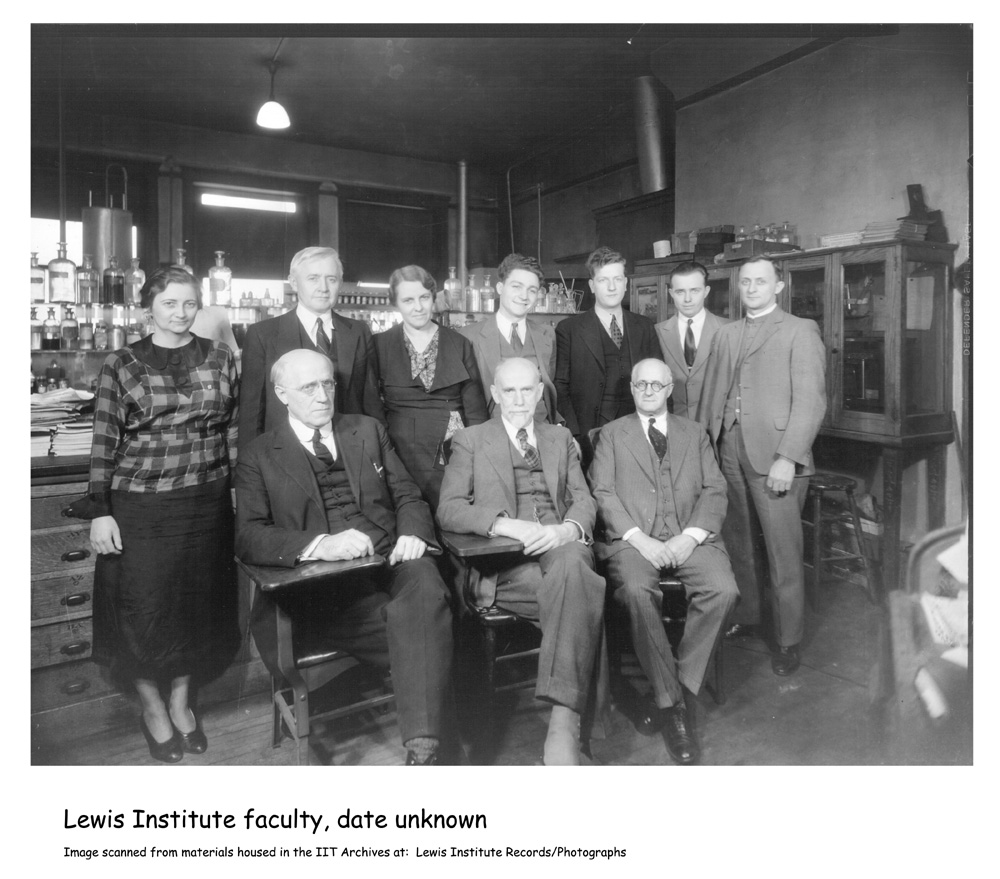 Lewis Institute faculty, date unknown
Image scanned from materials housed in the IIT Archives at: Lewis Institute Records/Photographs